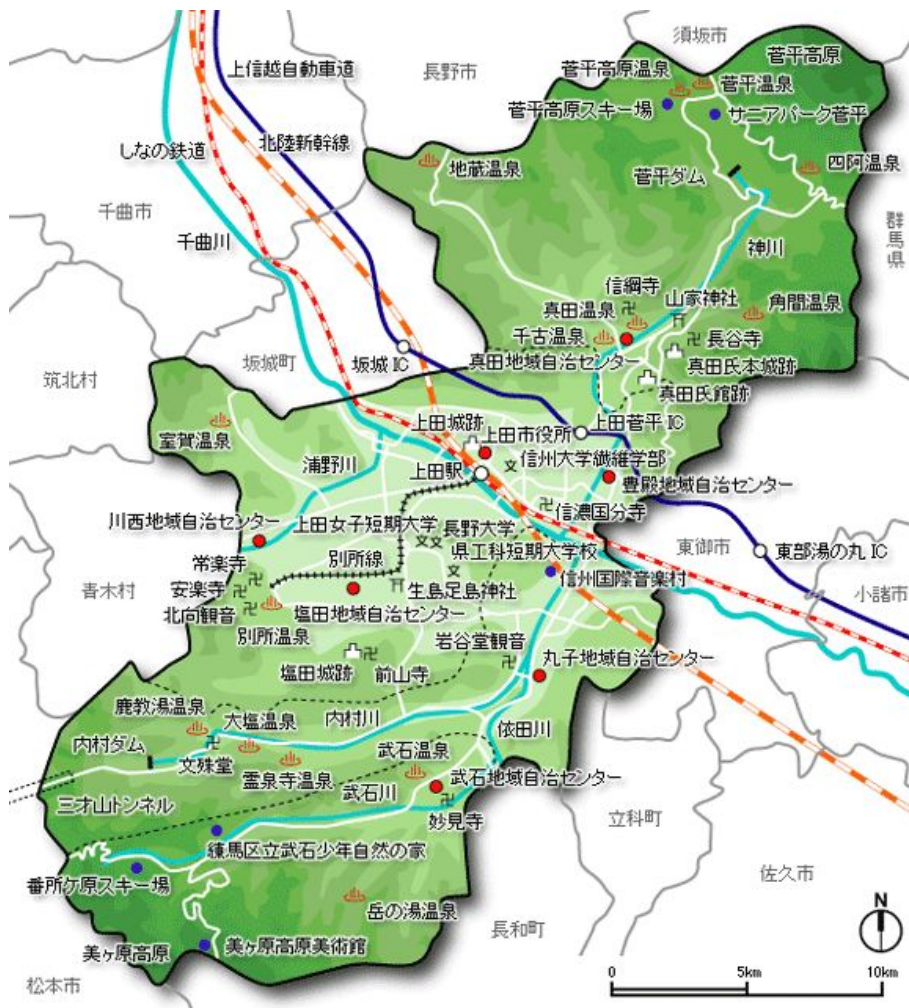 須坂市
菅平高原
上信越自動車道
長野市
菅平高原温泉
菅平温泉
菅平高原スキー場
サニアパーク菅平
北陸新幹線
しなの鉄道
地蔵温泉
菅平ダム
四阿温泉
千曲市
群馬県
千曲川
神川
信綱寺
真田温泉
山家神社
角間温泉
千古温泉
長谷寺
坂城町
坂城IC
真田地域自治センター
真田氏本城跡
筑北村
真田氏館跡
上田城跡
上田市役所
上田菅平IC
室賀温泉
浦野川
上田駅
信州大学繊維学部
豊殿地域自治センター
川西地域自治センター
上田女子短期大学
長野大学
信濃国分寺
東御市
東部湯の丸IC
常楽寺
別所線
県工科短期大学校
青木村
安楽寺
生島足島神社
信州国際音楽村
小諸市
北向観音
塩田地域自治センター
別所温泉
岩谷堂観音
塩田城跡
前山寺
丸子地域自治センター
鹿教湯温泉
大塩温泉
内村川
依田川
内村ダム
文殊堂
霊泉寺温泉
武石温泉
武石川
武石地域自治センター
三才山トンネル
妙見寺
立科町
練馬区立武石少年自然の家
番所ケ原スキー場
佐久市
岳の湯温泉
長和町
美ヶ原高原
美ヶ原高原美術館
松本市
N
0
5km
10km